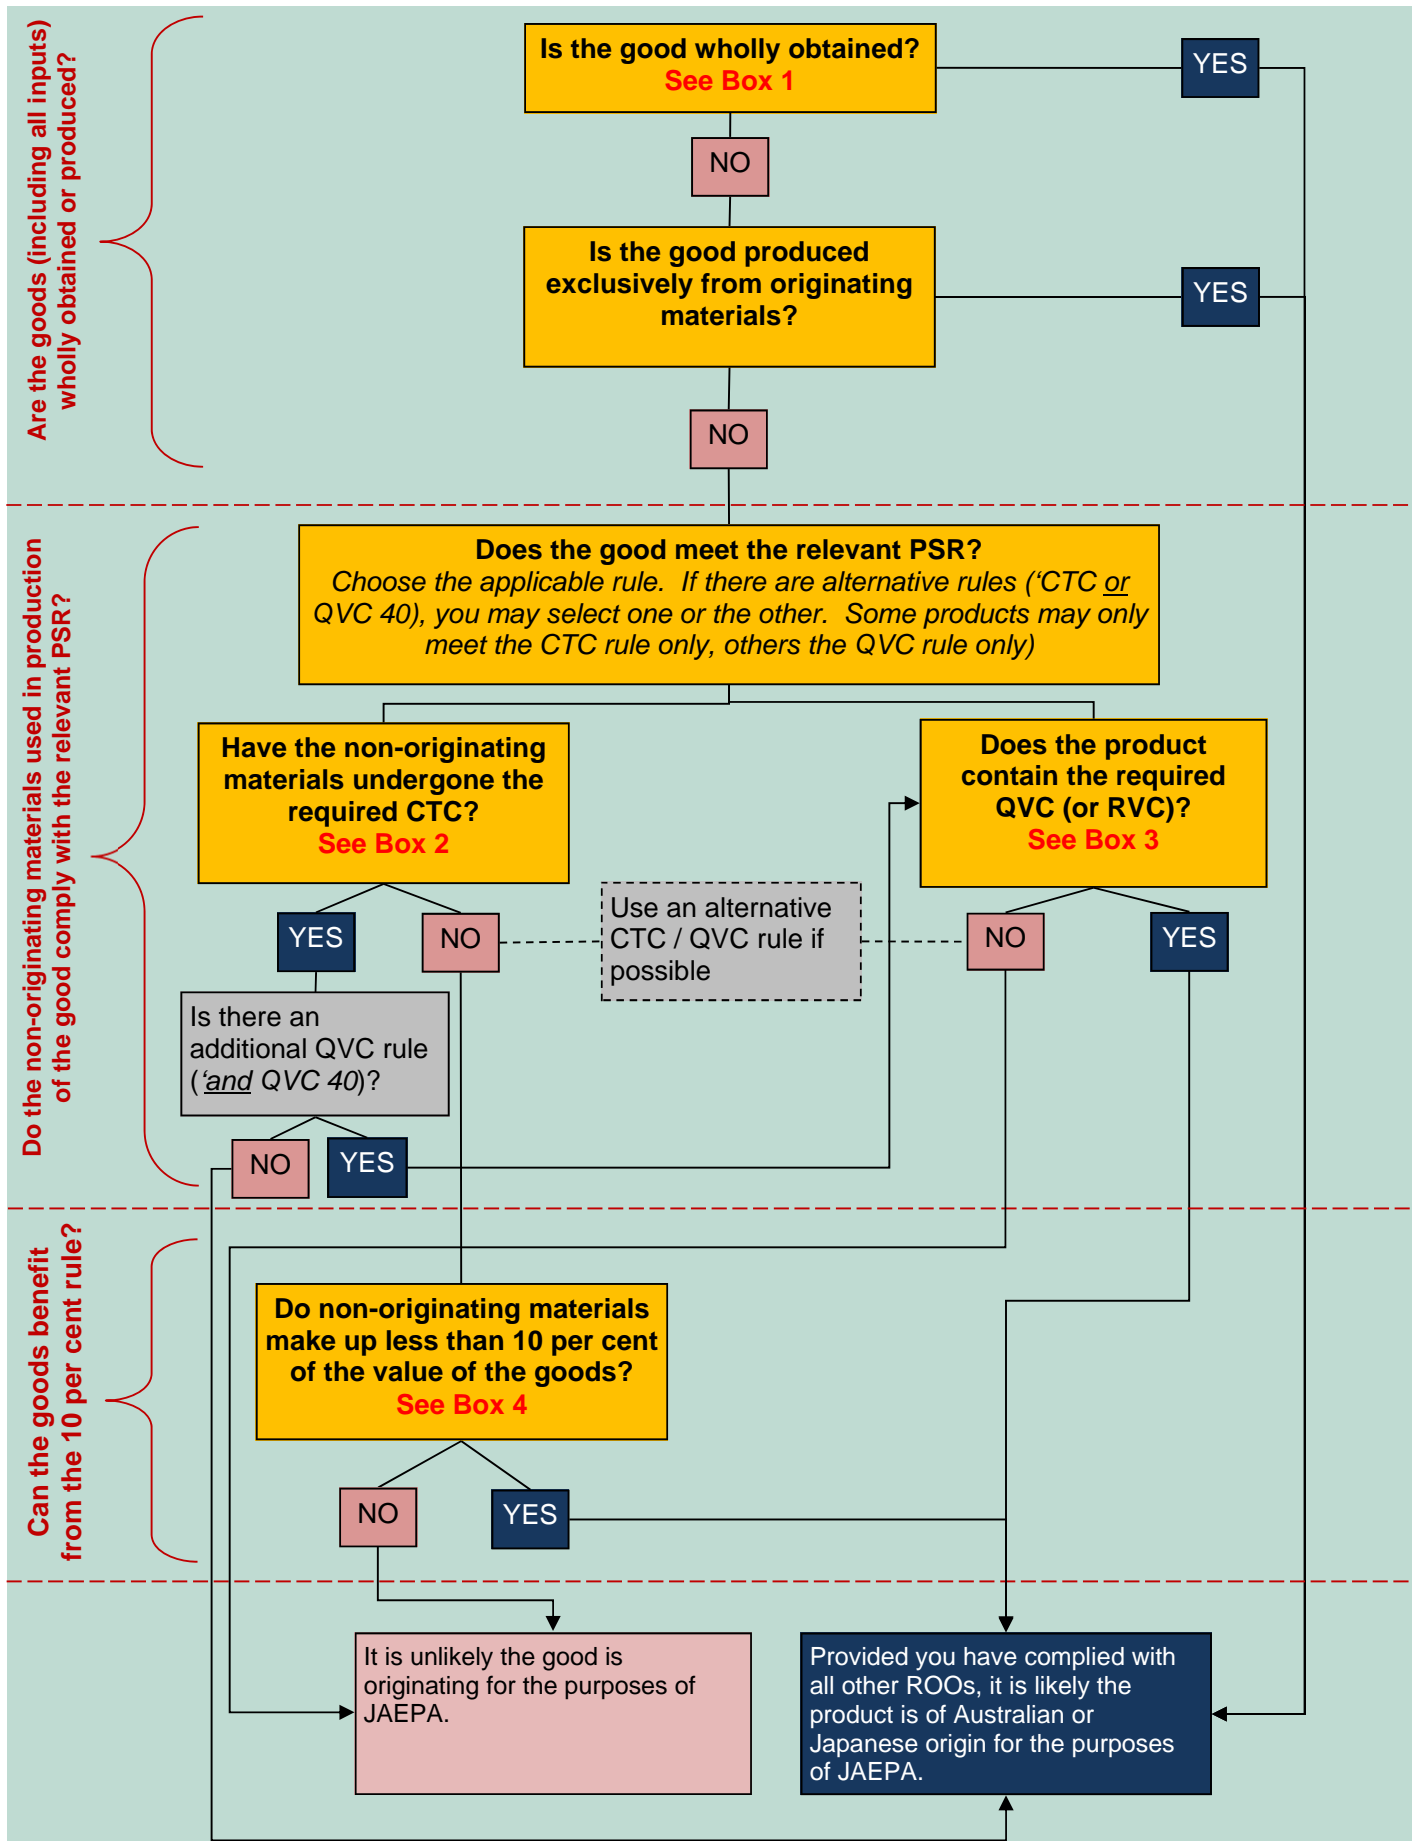 Are the goods (including all inputs)
wholly obtained or produced?
Is the good wholly obtained?
See Box 1
YES
NO
Is the good produced
exclusively from originating
materials?
YES
NO
Do the non-originating materials used in production
of the good comply with the relevant PSR?
Does the good meet the relevant PSR?
Choose the applicable rule.  If there are alternative rules (‘CTC or
QVC 40), you may select one or the other.  Some products may only
meet the CTC rule only, others the QVC rule only)
Have the non-originating
materials undergone the
required CTC?
See Box 2
Does the product
contain the required
QVC (or RVC)?
See Box 3
YES
NO
Use an alternative
CTC / QVC rule if
possible
NO
YES
Is there an
additional QVC rule
(‘and QVC 40)?
NO
YES
Can the goods benefit
from the 10 per cent rule?
Do non-originating materials
make up less than 10 per cent
of the value of the goods?
See Box 4
NO
YES
It is unlikely the good is
originating for the purposes of
JAEPA.
Provided you have complied with
all other ROOs, it is likely the
product is of Australian or
Japanese origin for the purposes
of JAEPA.